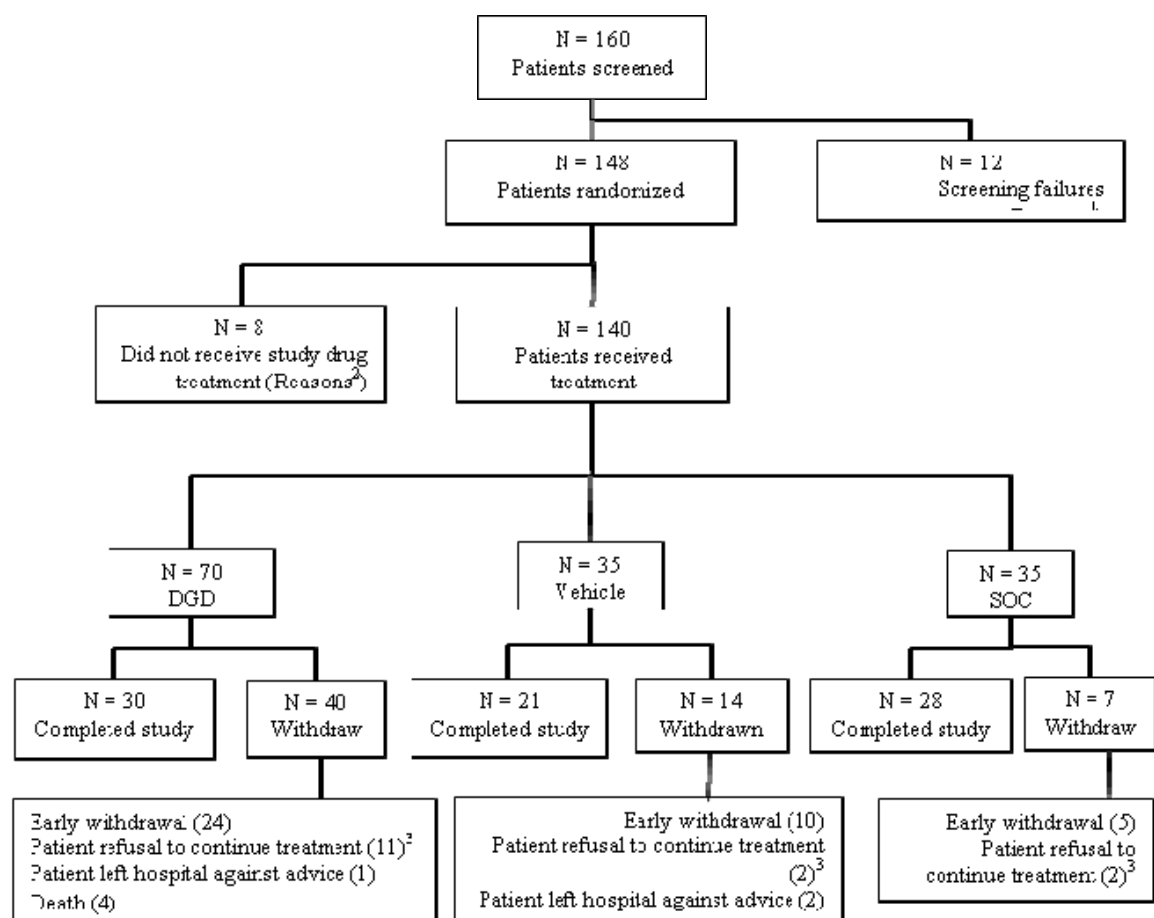 N = 160
Patients screened
N = 148
Patients randomized
N = 12
Screening failures
N = 8
Did not receive study drug
treatment (Reasons²)
N = 140
Patients received
treatment
N = 70
DGD
N = 35
Vehicle
N = 35
SOC
N = 30
Completed study
N = 40
Withdraw
N = 21
Completed study
N = 14
Withdrawn
N = 28
Completed study
N = 7
Withdraw
Early withdrawal (24)
Patient refusal to continue treatment (11)³
Patient left hospital against advice (1)
Death (4)
Early withdrawal (10)
Patient refusal to continue treatment
(2)³
Patient left hospital against advice (2)
Early withdrawal (5)
Patient refusal to
continue treatment (2)³